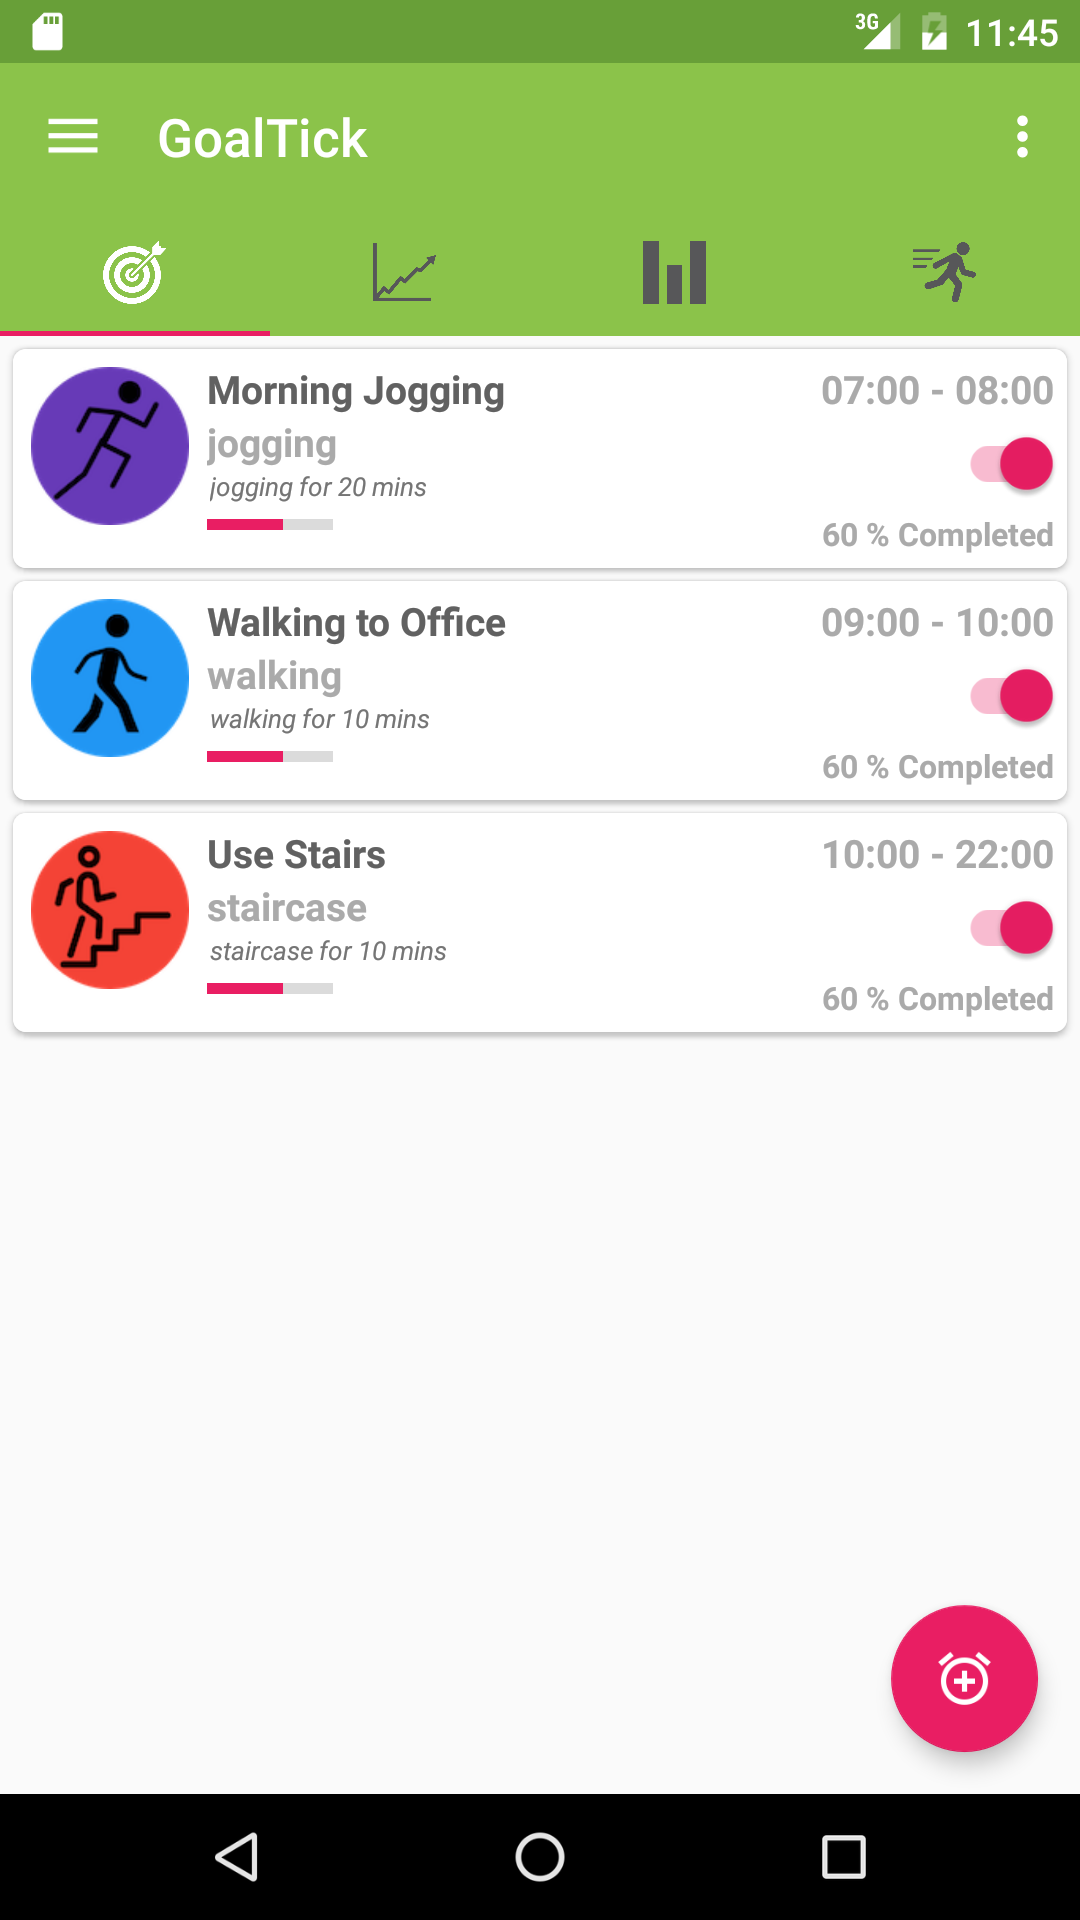 3G 11:45
GoalTick
Morning Jogging 07:00 - 08:00
jogging
jogging for 20 mins
60 % Completed
Walking to Office 09:00 - 10:00
walking
walking for 10 mins
60 % Completed
Use Stairs 10:00 - 22:00
staircase
staircase for 10 mins
60 % Completed